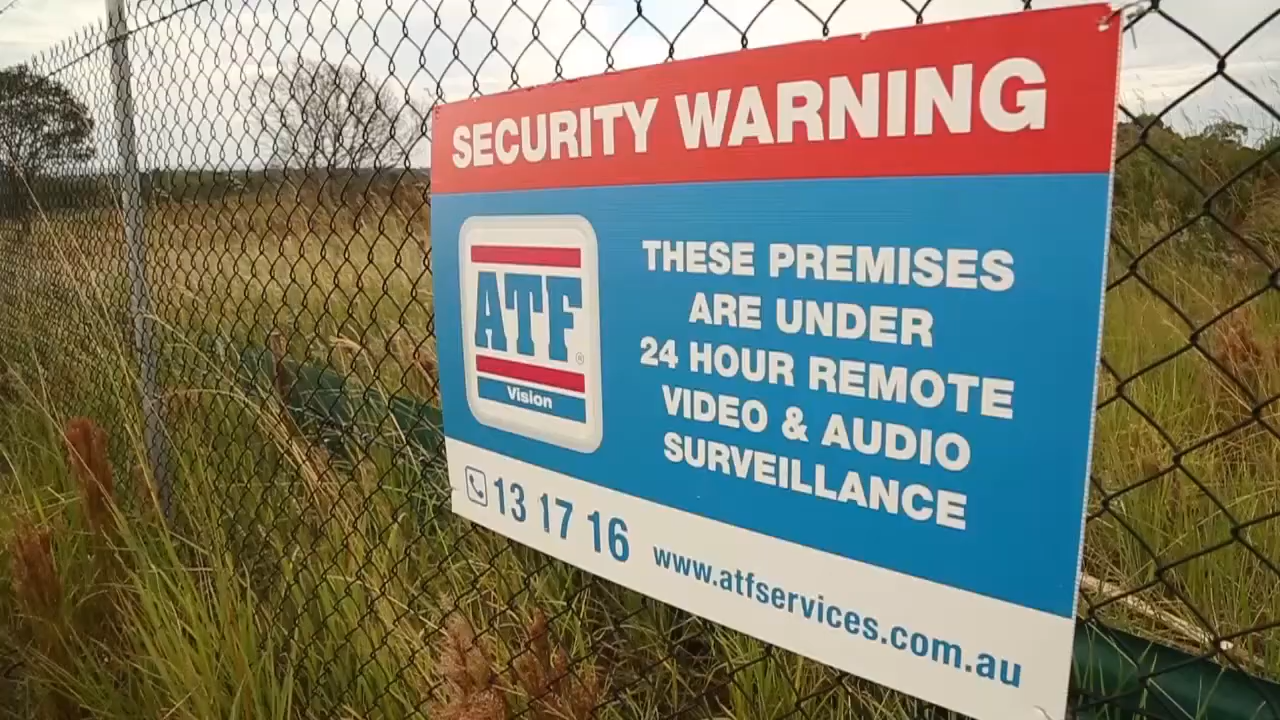 SECURITY WARNING
ATF®
Vision
THESE PREMISES
ARE UNDER
24 HOUR REMOTE
VIDEO & AUDIO
SURVEILLANCE
13 17 16
www.atfservices.com.au